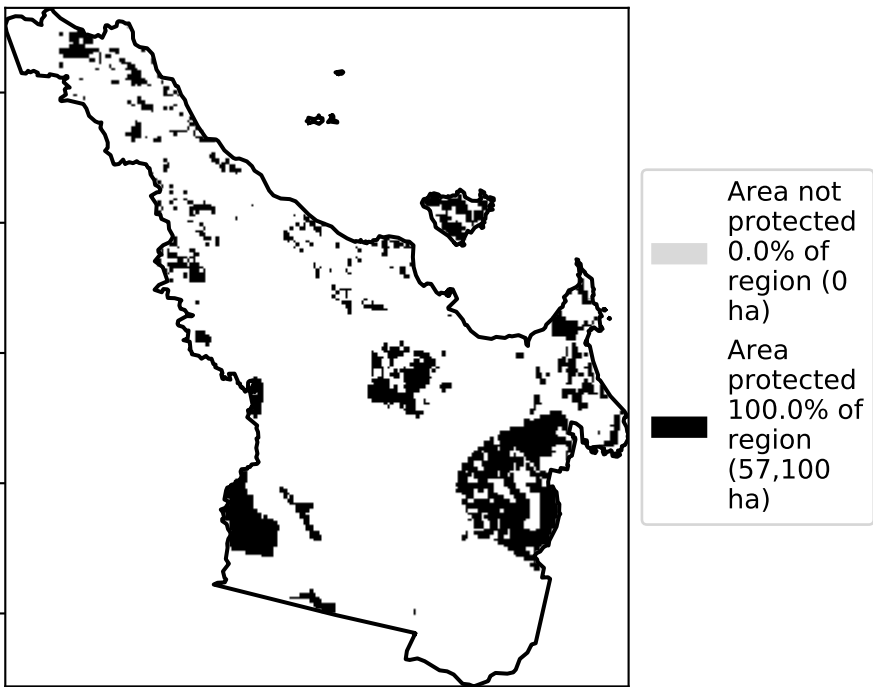 Area not
protected
0.0% of
region (0
ha)
Area
protected
100.0% of
region
(57,100
ha)